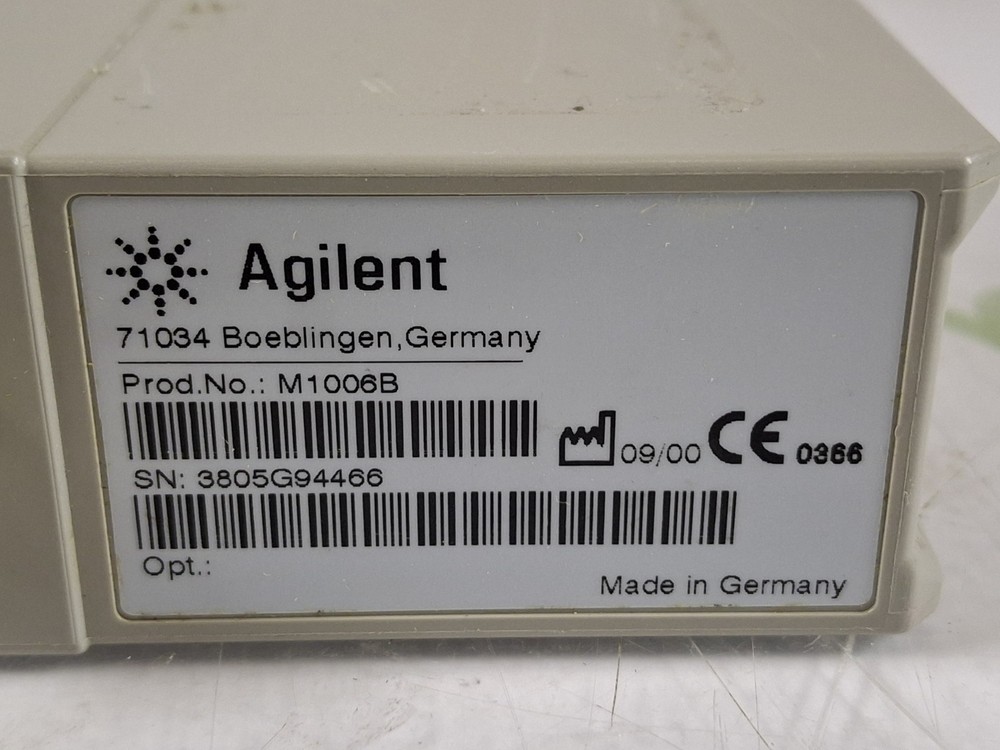 Agilent
71034 Boeblingen,Germany
Prod.No.: M1006B
09/00 CE 0366
SN: 3805G94466
Opt.:
Made in Germany